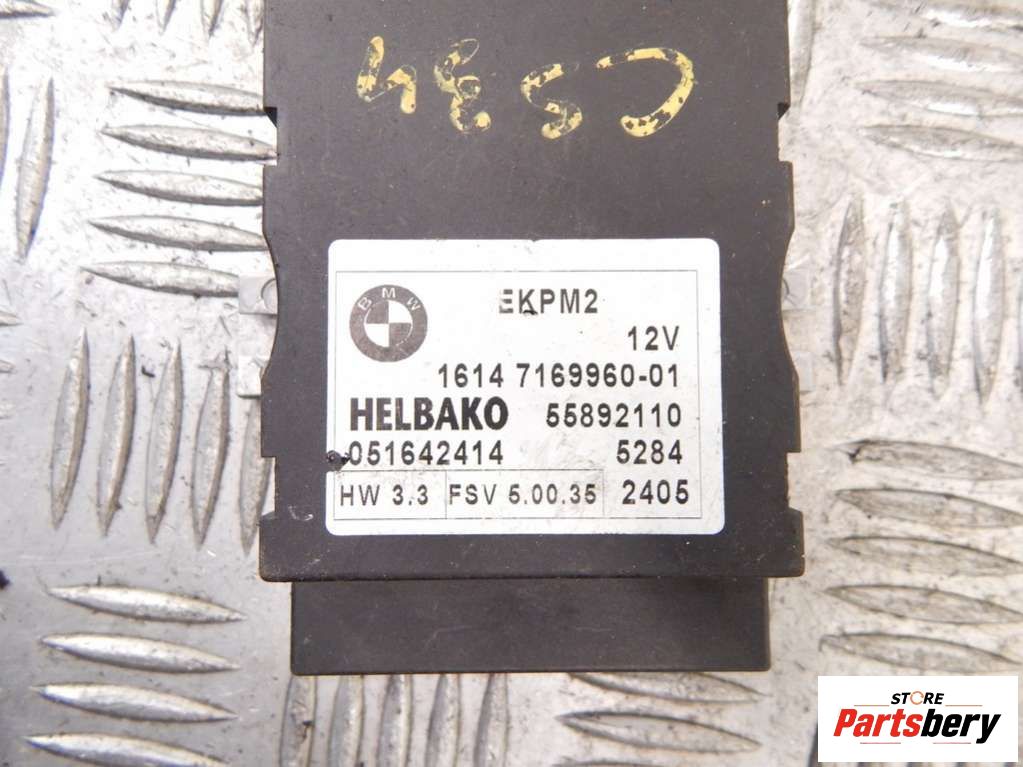 C534
BMW
EKPM2
12V
1614 7169960-01
HELBAKO 55892110
051642414 5284
HW 3.3 FSV 5.00.35 2405
STORE
Partsbery